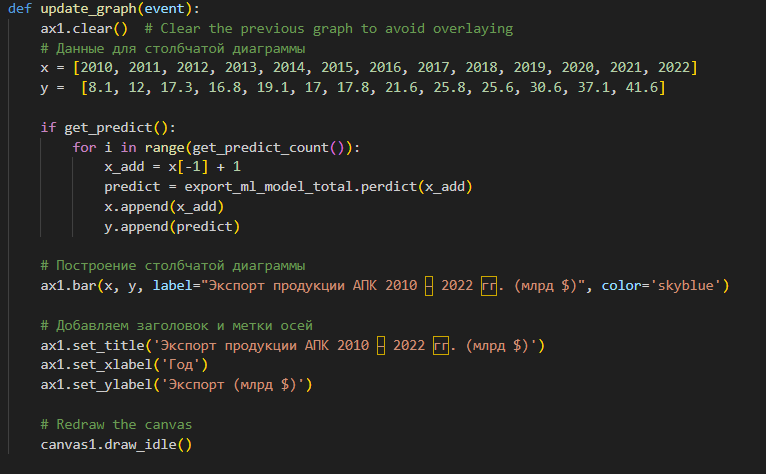 def update_graph(event):
    ax1.clear()  # Clear the previous graph to avoid overlaying
    # Данные для столбчатой диаграммы
    x = [2010, 2011, 2012, 2013, 2014, 2015, 2016, 2017, 2018, 2019, 2020, 2021, 2022]
    y =  [8.1, 12, 17.3, 16.8, 19.1, 17, 17.8, 21.6, 25.8, 25.6, 30.6, 37.1, 41.6]

    if get_predict():
        for i in range(get_predict_count()):
            x_add = x[-1] + 1
            predict = export_ml_model_total.perdict(x_add)
            x.append(x_add)
            y.append(predict)

    # Построение столбчатой диаграммы
    ax1.bar(x, y, label="Экспорт продукции АПК 2010 – 2022 гг. (млрд $)", color='skyblue')

    # Добавляем заголовок и метки осей
    ax1.set_title('Экспорт продукции АПК 2010 – 2022 гг. (млрд $)')
    ax1.set_xlabel('Год')
    ax1.set_ylabel('Экспорт (млрд $)')

    # Redraw the canvas
    canvas1.draw_idle()